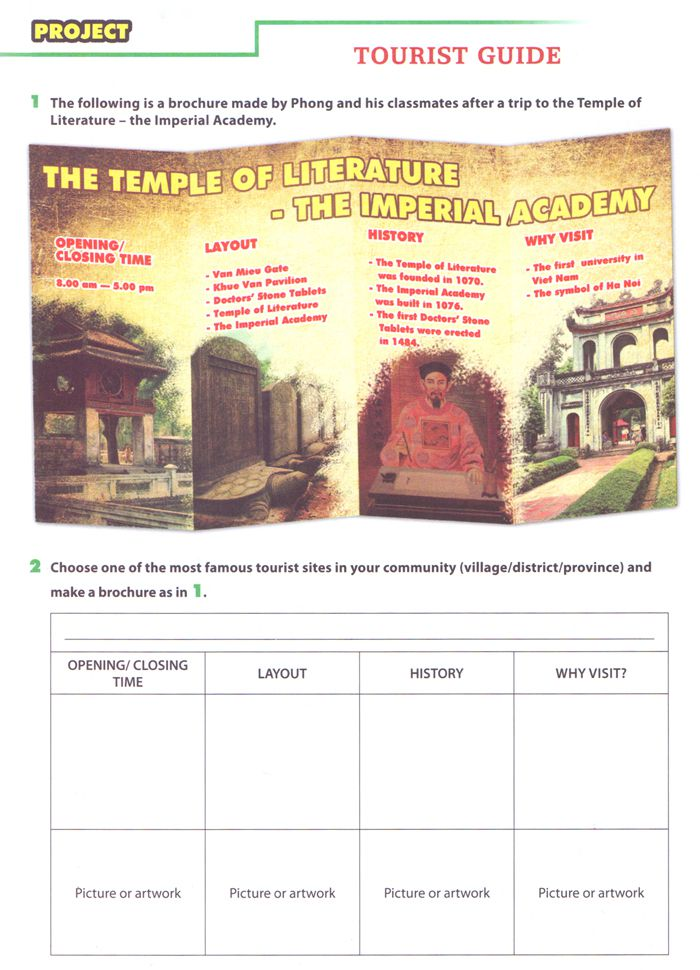 PROJECT
TOURIST GUIDE
1 The following is a brochure made by Phong and his classmates after a trip to the Temple of
Literature – the Imperial Academy.
THE TEMPLE OF LITERATURE
- THE IMPERIAL ACADEMY
OPENING/
CLOSING TIME
8.00 am — 5.00 pm
LAYOUT
- Van Mieu Gate
- Khue Van Pavilion
- Doctors' Stone Tablets
- Temple of Literature
- The Imperial Academy
HISTORY
- The Temple of Literature
was founded in 1070.
- The Imperial Academy
was built in 1076.
- The first Doctors' Stone
Tablets were erected
in 1484.
WHY VISIT
- The first university in
Viet Nam
- The symbol of Ha Noi
2 Choose one of the most famous tourist sites in your community (village/district/province) and
make a brochure as in 1.
OPENING/ CLOSING
TIME
LAYOUT
HISTORY
WHY VISIT?
Picture or artwork
Picture or artwork
Picture or artwork
Picture or artwork